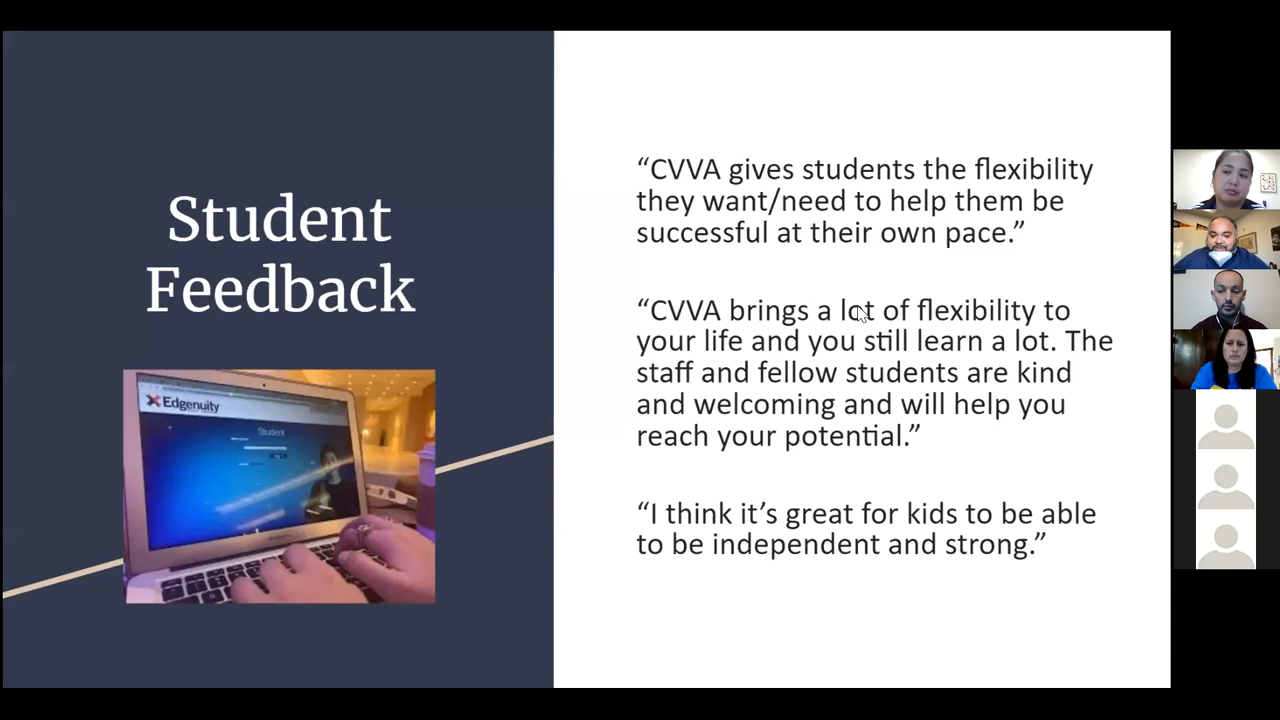 Student
Feedback
Edgenuity
Student
“CVVA gives students the flexibility
they want/need to help them be
successful at their own pace.”
“CVVA brings a lot of flexibility to
your life and you still learn a lot. The
staff and fellow students are kind
and welcoming and will help you
reach your potential.”
“I think it’s great for kids to be able
to be independent and strong.”